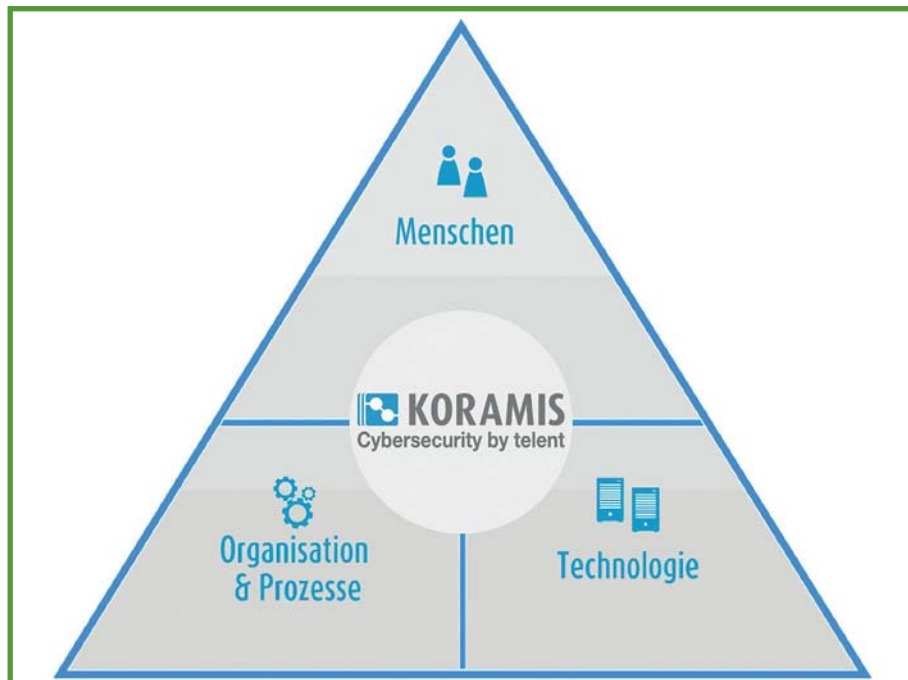 Menschen
KORAMIS
Cybersecurity by telent
Organisation
& Prozesse
Technologie